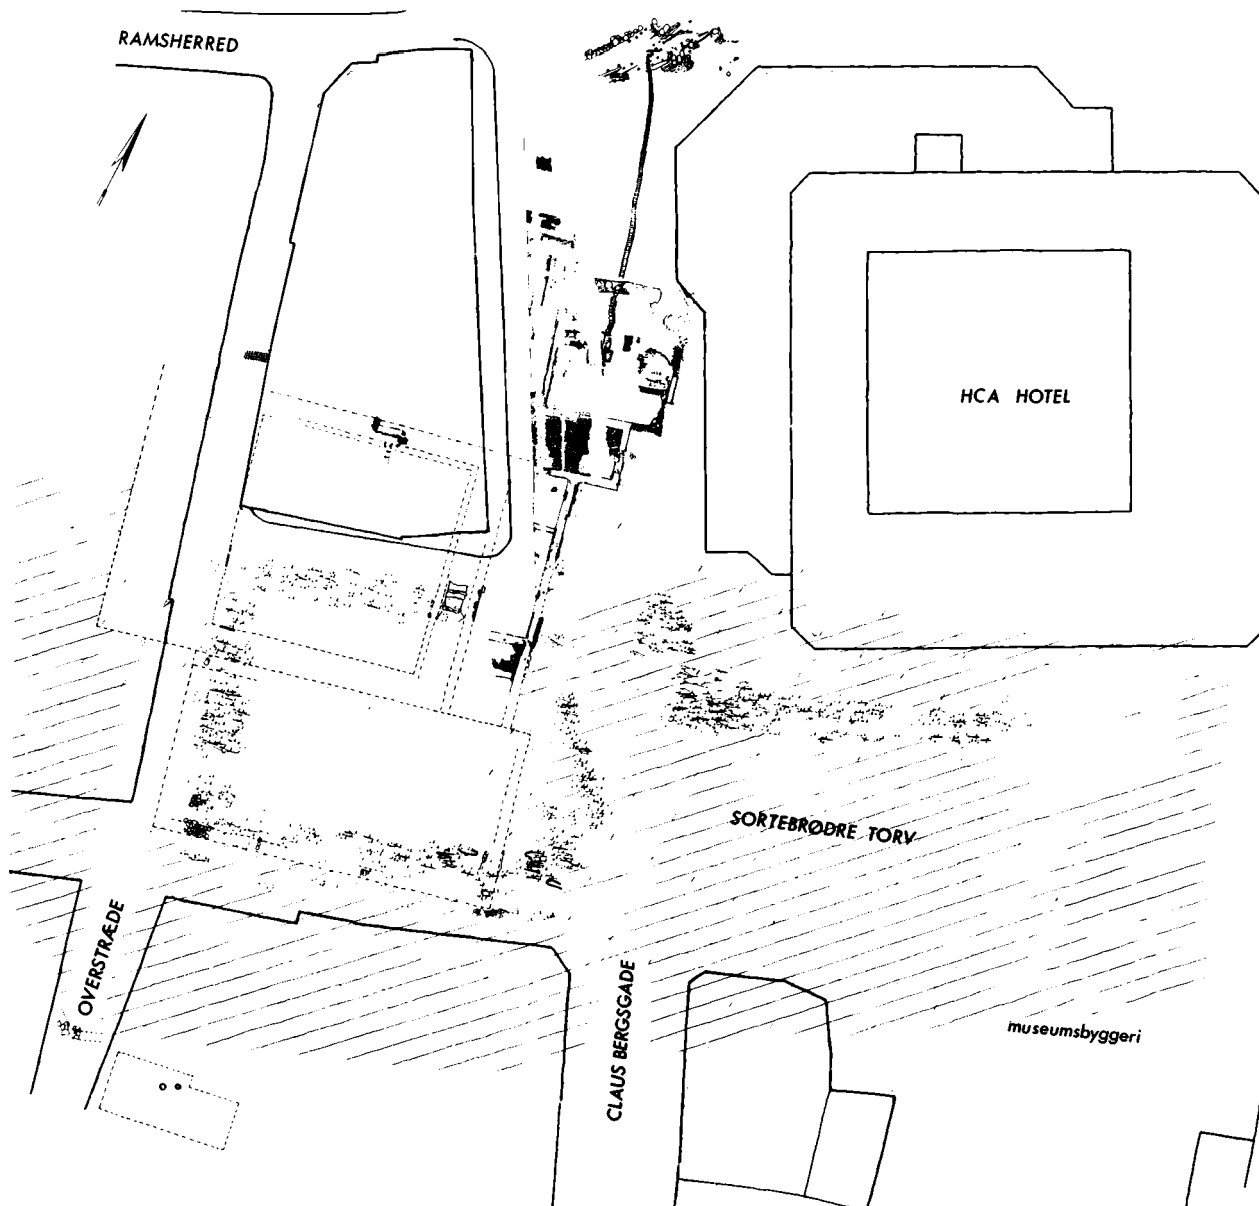 RAMSHERRED
HCA HOTEL
SORTEBRØDRE TORV
OVERSTRÆDE
CLAUS BERGSGADE
museumsbyggeri